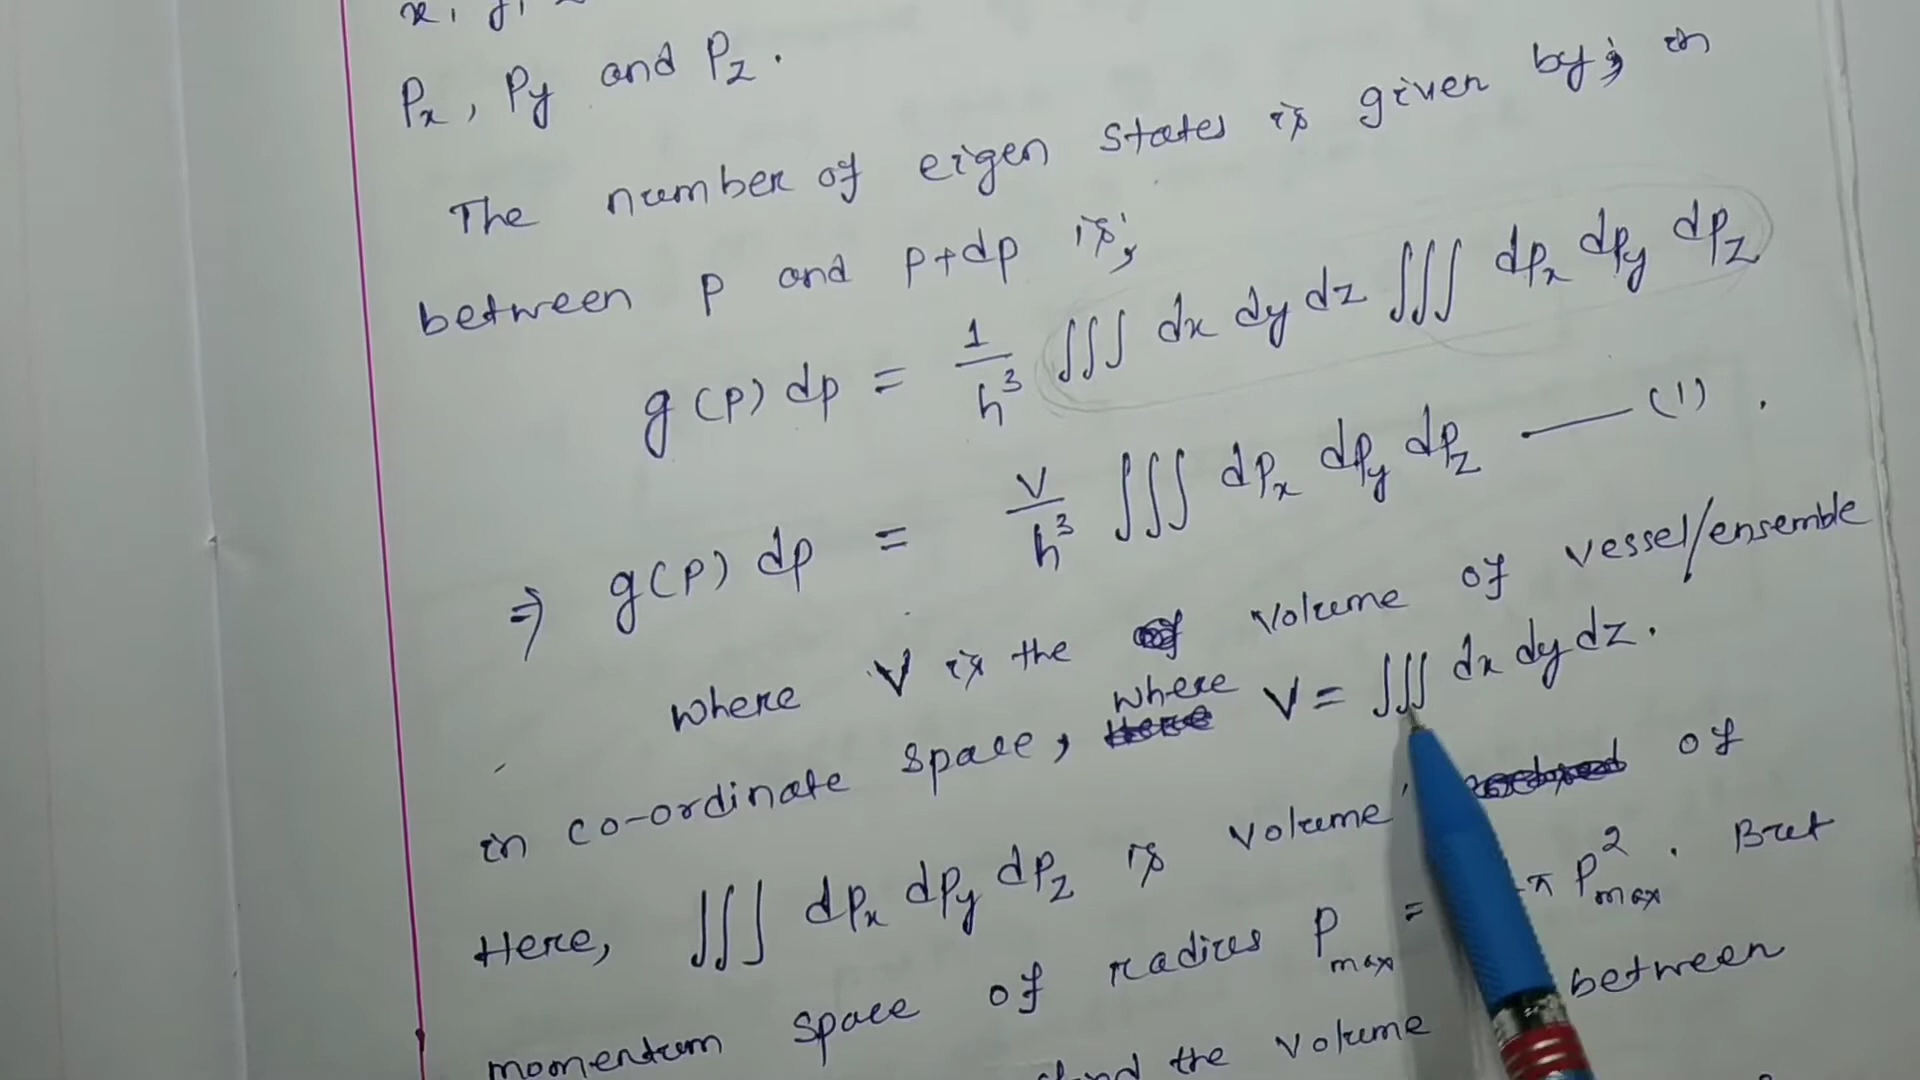 x, y,
Px, Py and Pz.
The number of eigen states is given by; in
between p and p+dp is;
g(p) dp = 1/h³ ∫∫∫ dx dy dz ∫∫∫ dpx dpy dpz
⇒ g(p) dp = V/h³ ∫∫∫ dpx dpy dpz —— (1).
where V is the volume of vessel/ensemble
in co-ordinate space, where V = ∫∫∫ dx dy dz.
Here, ∫∫∫ dpx dpy dpz is volume of
momentum space of radius Pmax = π P²max. But
the volume between